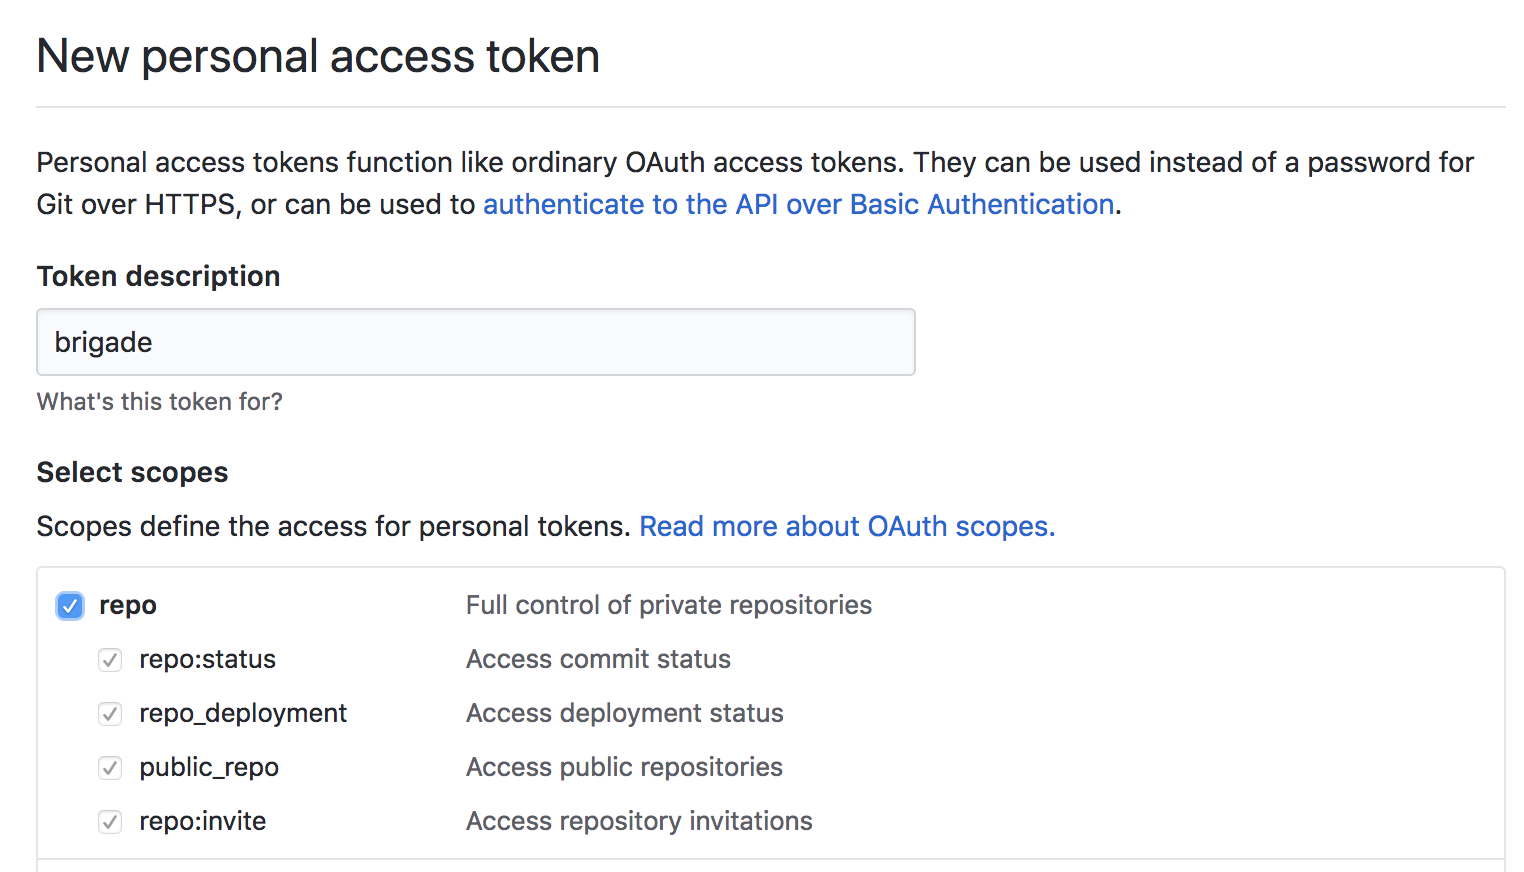 New personal access token
Personal access tokens function like ordinary OAuth access tokens. They can be used instead of a password for
Git over HTTPS, or can be used to authenticate to the API over Basic Authentication.
Token description
brigade
What's this token for?
Select scopes
Scopes define the access for personal tokens. Read more about OAuth scopes.
repo Full control of private repositories
repo:status Access commit status
repo_deployment Access deployment status
public_repo Access public repositories
repo:invite Access repository invitations